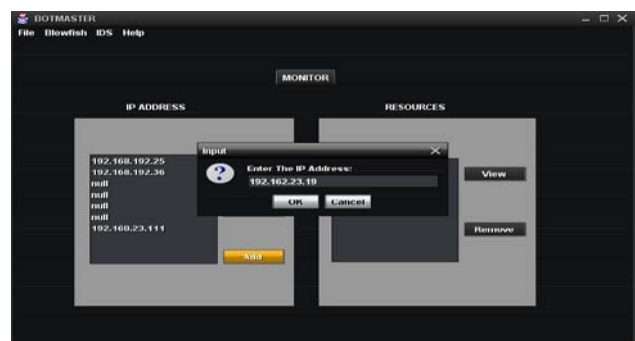 BOTMASTER
File Blowfish IDS Help
MONITOR
IP ADDRESS
RESOURCES
192.168.192.25
192.168.192.36
null
null
null
null
192.168.23.111
Add
Input
Enter The IP Address:
192.162.23.19
OK Cancel
View
Remove